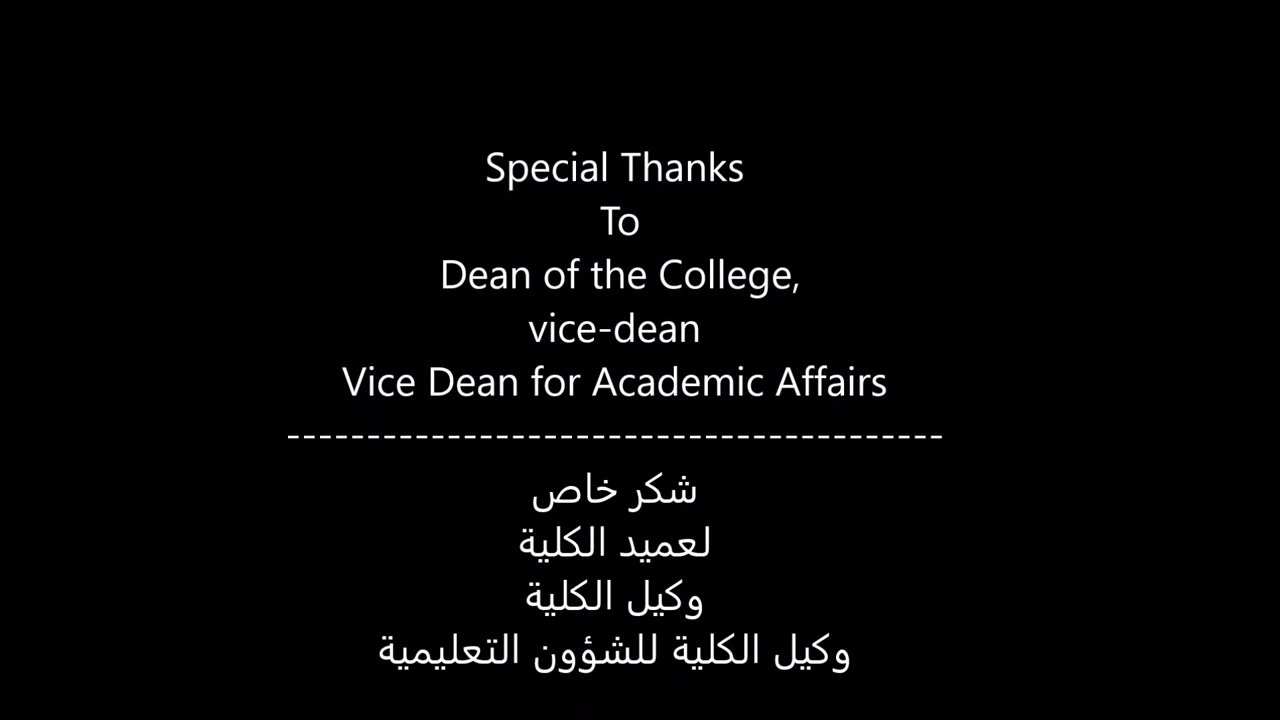 Special Thanks
To
Dean of the College,
vice-dean
Vice Dean for Academic Affairs
-----------------------------------------
شكر خاص
لعميد الكلية
وكيل الكلية
وكيل الكلية للشؤون التعليمية